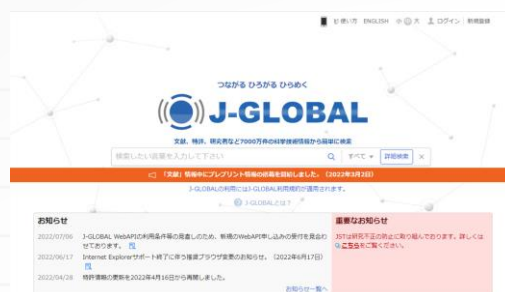 使い方 ENGLISH 小 中 大 ログイン 新規登録
つながる ひろがる ひらめく
J-GLOBAL
文献、特許、研究者など7000万件の科学技術情報から簡単に検索
検索したい言葉を入力して下さい すべて 詳細検索 ×
「文献」情報中にプレプリント情報の搭載を開始しました。(2022年3月2日)
J-GLOBALの利用にはJ-GLOBAL利用規約が適用されます。
J-GLOBALとは?
お知らせ
2022/07/06 J-GLOBAL WebAPIの利用条件等の見直しのため、新規のWebAPI申し込みの受付を見合わ
せております。
2022/06/17 Internet Explorerサポート終了に伴う推奨ブラウザ変更のお知らせ。(2022年6月17日)
2022/04/28 特許情報の更新を2022年4月16日から再開しました。
お知らせ一覧へ
重要なお知らせ
JSTは研究不正の防止に取り組んでおります。詳しくは
こちらをご覧ください。